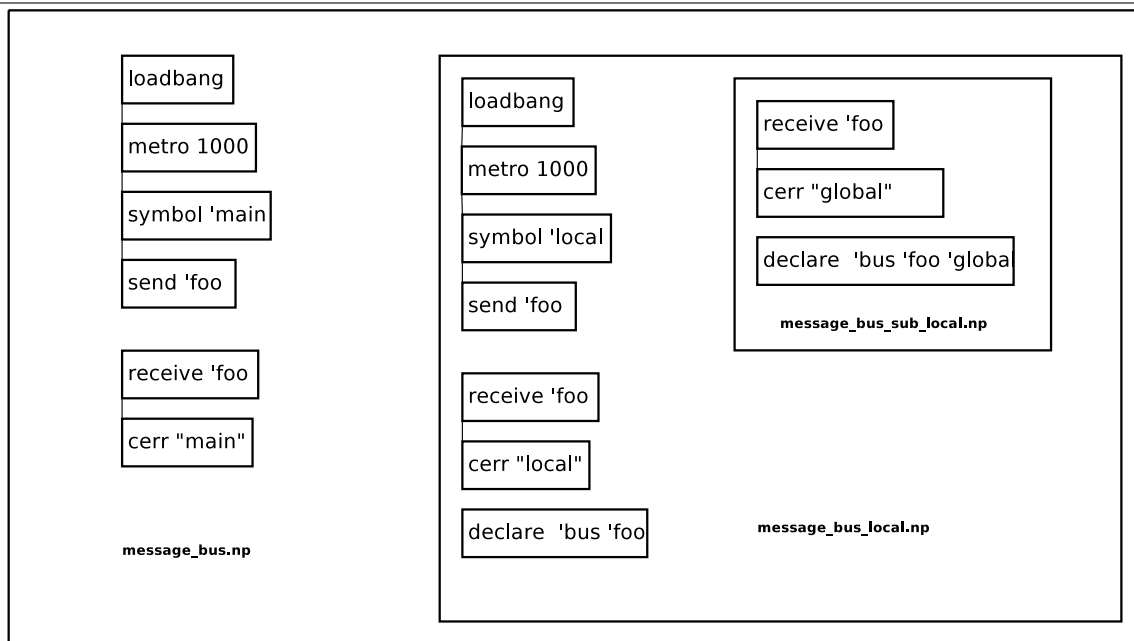 loadbang
metro 1000
symbol 'main
send 'foo
receive 'foo
cerr "main"
message_bus.np
loadbang
metro 1000
symbol 'local
send 'foo
receive 'foo
cerr "local"
declare  'bus 'foo
message_bus_local.np
receive 'foo
cerr "global"
declare  'bus 'foo 'global
message_bus_sub_local.np